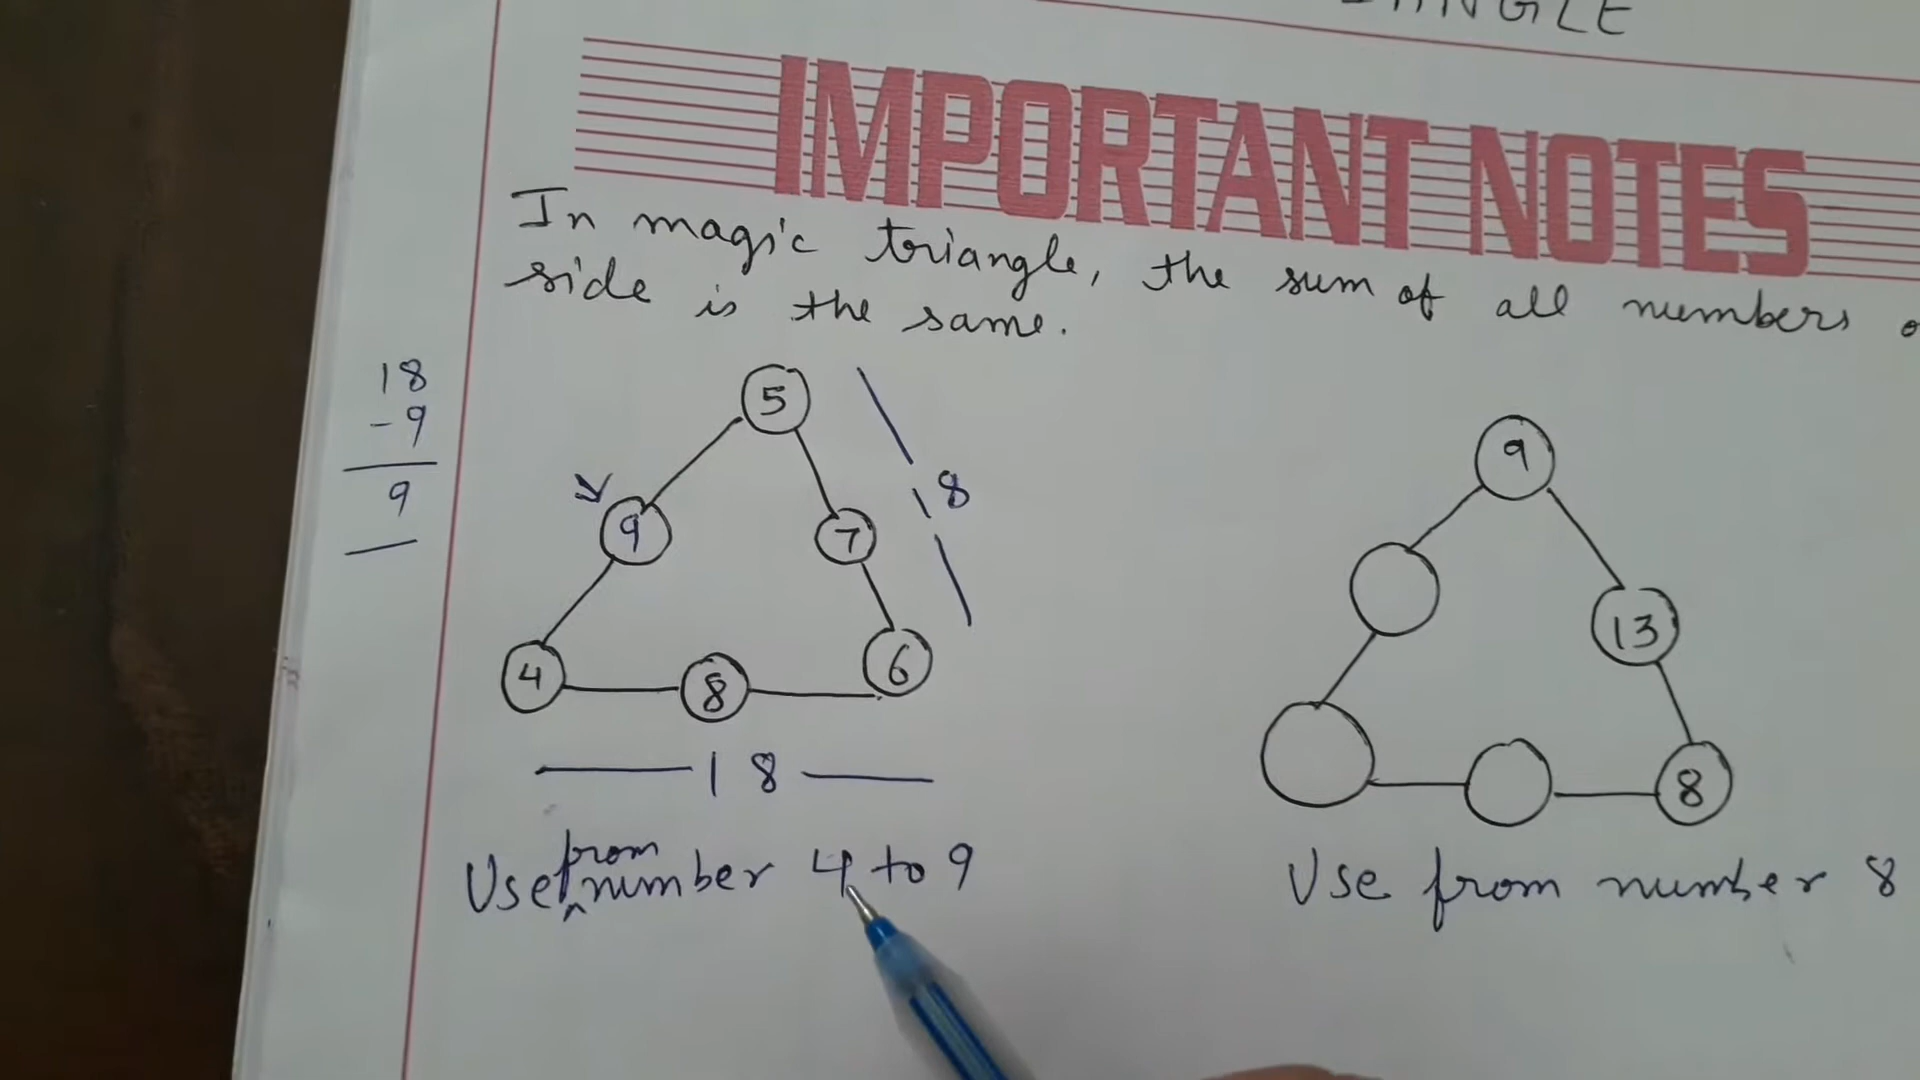 IMPORTANT NOTES
In magic triangle, the sum of all numbers
side is the same.
18
-9
9
5
9
7
18
4
8
6
18
Use from number 4 to 9
9
13
8
Use from number 8